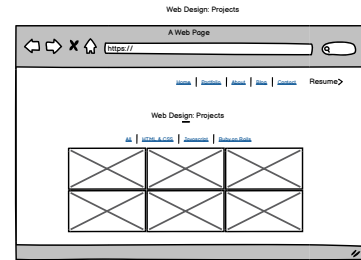 Web Design: Projects
A Web Page
https://
Home | Portfolio | About | Blog | Contact Resume>
Web Design: Projects
All | HTML & CSS | Javascript | Ruby on Rails